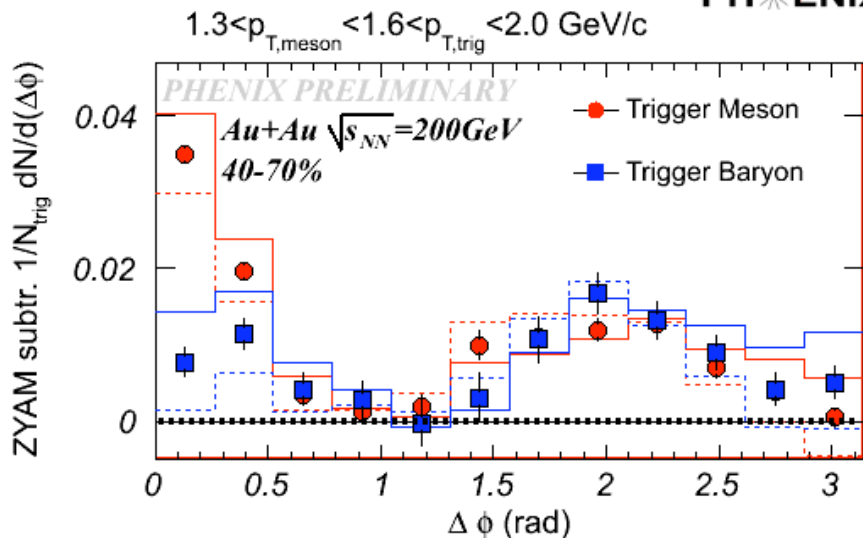 PH✳ENIX
1.3<p_T,meson <1.6<p_T,trig <2.0 GeV/c
PHENIX PRELIMINARY
Au+Au √s_NN=200GeV
40-70%
Trigger Meson
Trigger Baryon
ZYAM subtr. 1/N_trig dN/d(Δϕ)
0.04
0.02
0
0 0.5 1 1.5 2 2.5 3
Δ ϕ (rad)